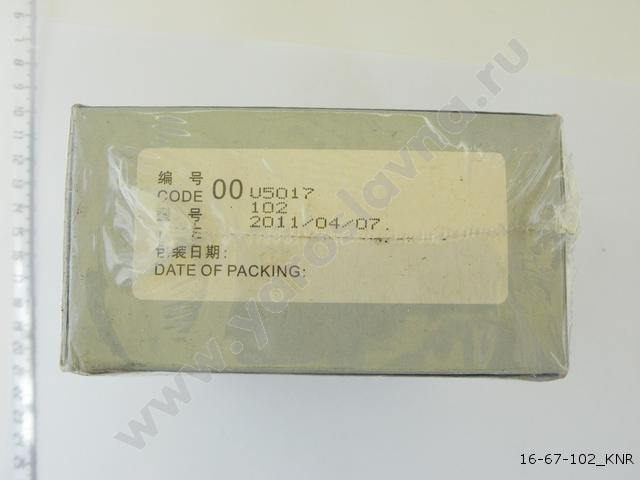 编 号
CODE 00 U5017
图 号 102
2011/04/07.
包装日期:
DATE OF PACKING:
www.yaroslavna.ru
16-67-102_KNR